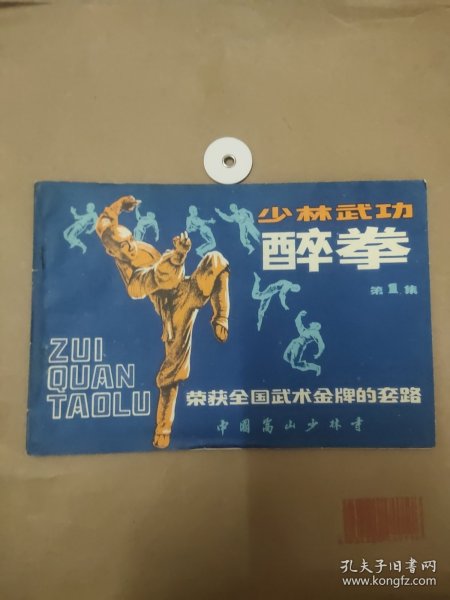 少林武功
醉拳
第1集
ZUI
QUAN
TAOLU
荣获全国武术金牌的套路
中国嵩山少林寺
孔夫子旧书网
www.kongfz.com